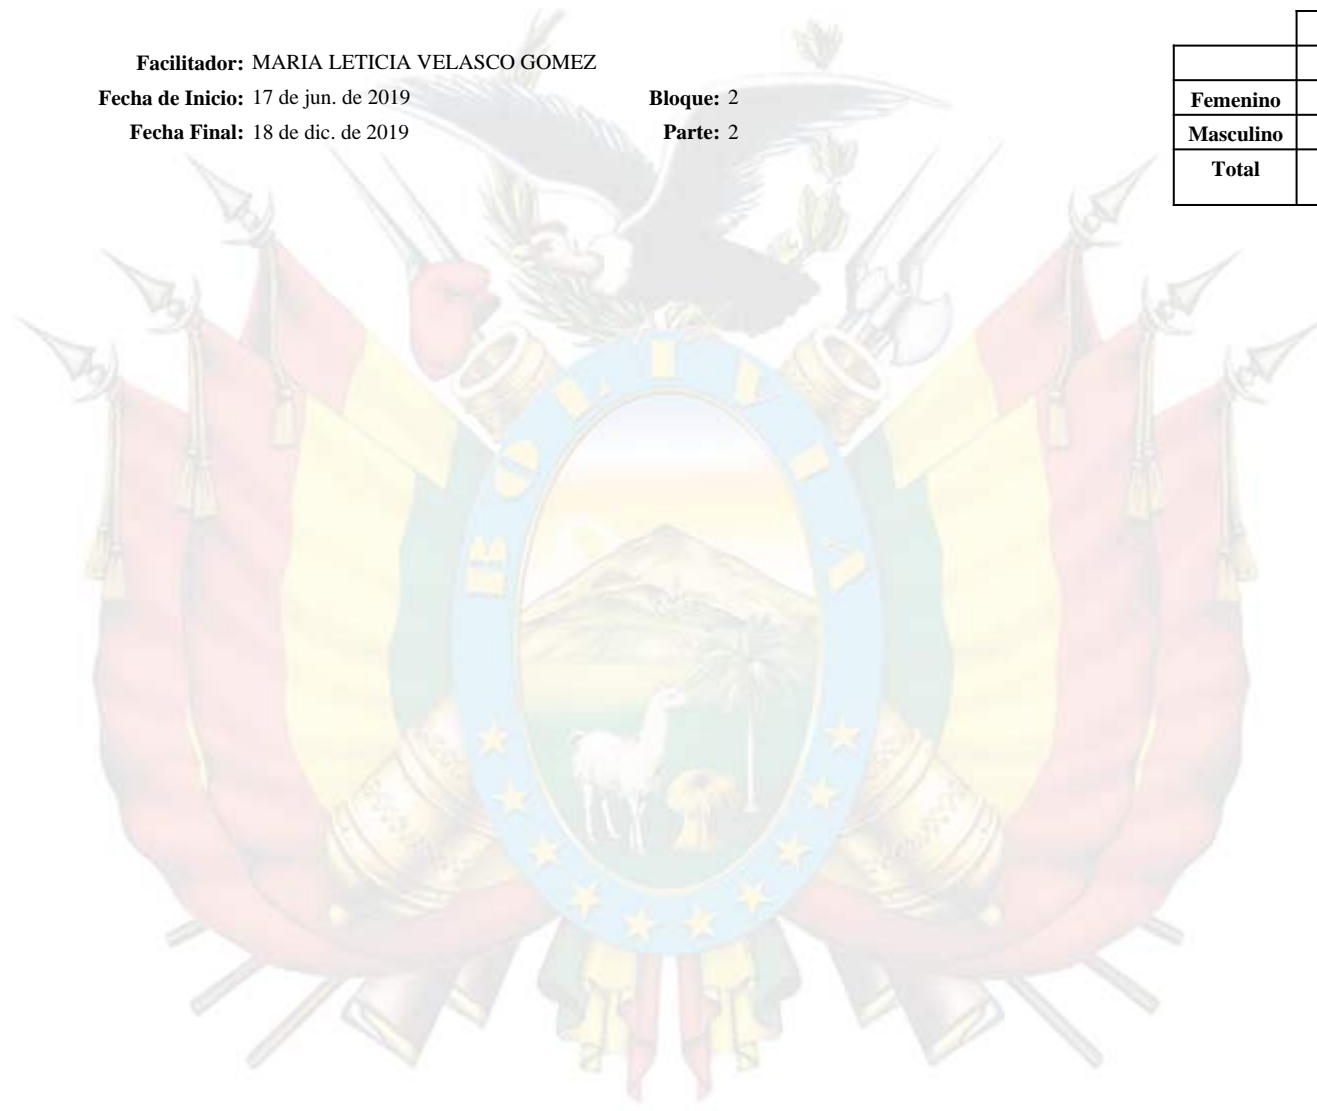 Facilitador: MARIA LETICIA VELASCO GOMEZ
Fecha de Inicio: 17 de jun. de 2019 Bloque: 2
Fecha Final: 18 de dic. de 2019 Parte: 2
Femenino
Masculino
Total
BOLIVIA